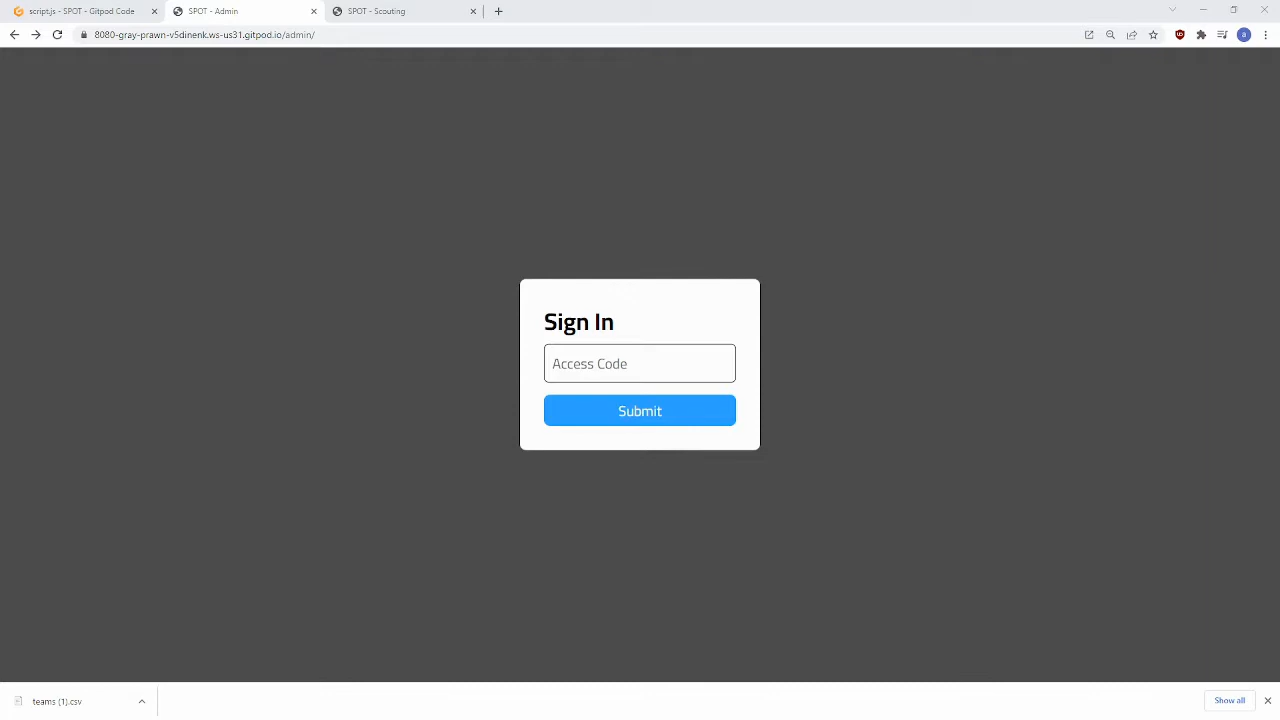 script.js - SPOT - Gitpod Code
SPOT - Admin
SPOT - Scouting
8080-gray-prawn-v5dinenk.ws-us31.gitpod.io/admin/
a
Sign In
Access Code
Submit
teams (1).csv
Show all